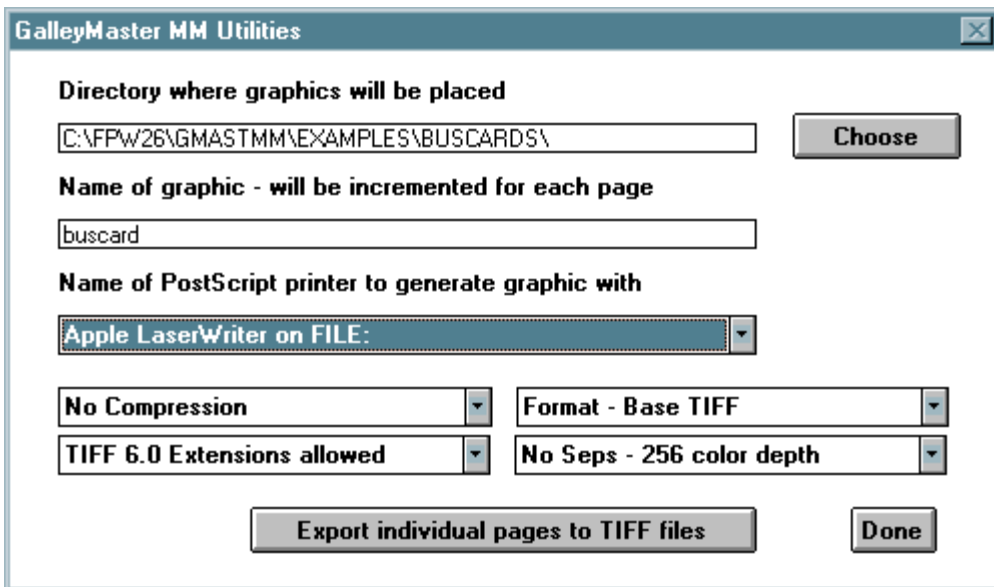 GalleyMaster MM Utilities
Directory where graphics will be placed
C:\FPW26\GMASTMM\EXAMPLES\BUSCARDS\
Choose
Name of graphic - will be incremented for each page
buscard
Name of PostScript printer to generate graphic with
Apple LaserWriter on FILE:
No Compression
Format - Base TIFF
TIFF 6.0 Extensions allowed
No Seps - 256 color depth
Export individual pages to TIFF files
Done